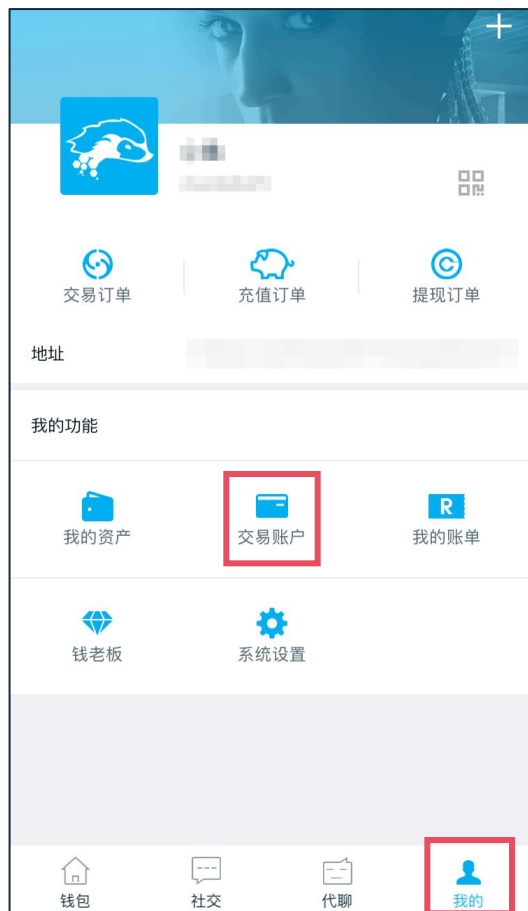 交易订单 充值订单 提现订单
地址
我的功能
我的资产 交易账户 R 我的账单
钱老板 系统设置
钱包 社交 代聊 我的